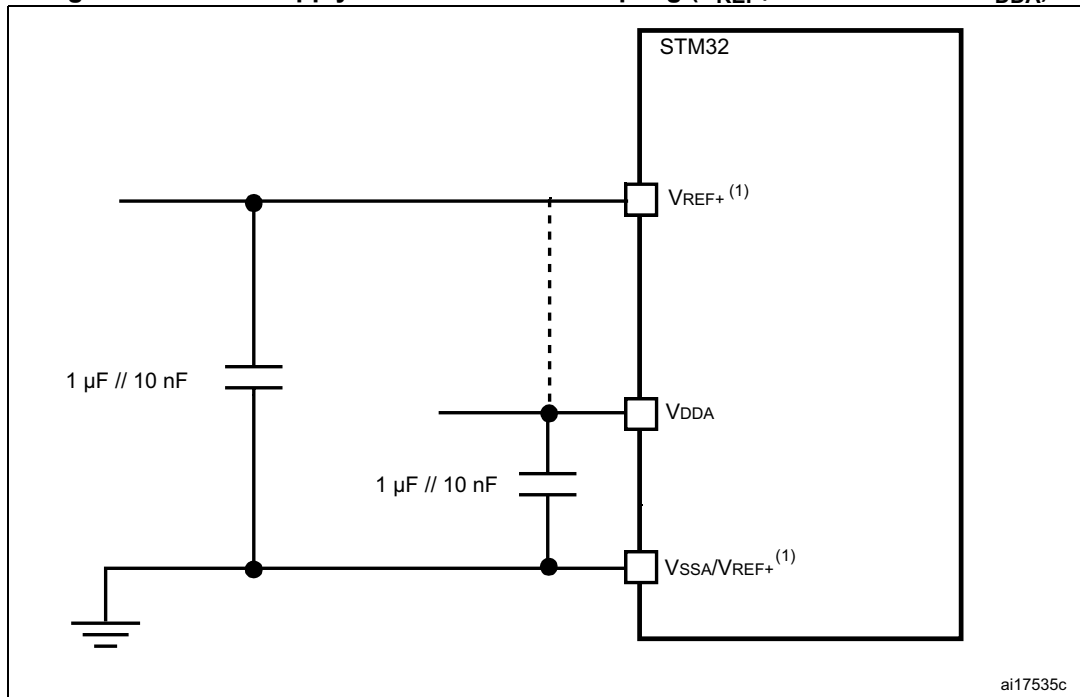 STM32
VREF+ (1)
1 µF // 10 nF
VDDA
1 µF // 10 nF
VSSA/VREF+ (1)
ai17535c